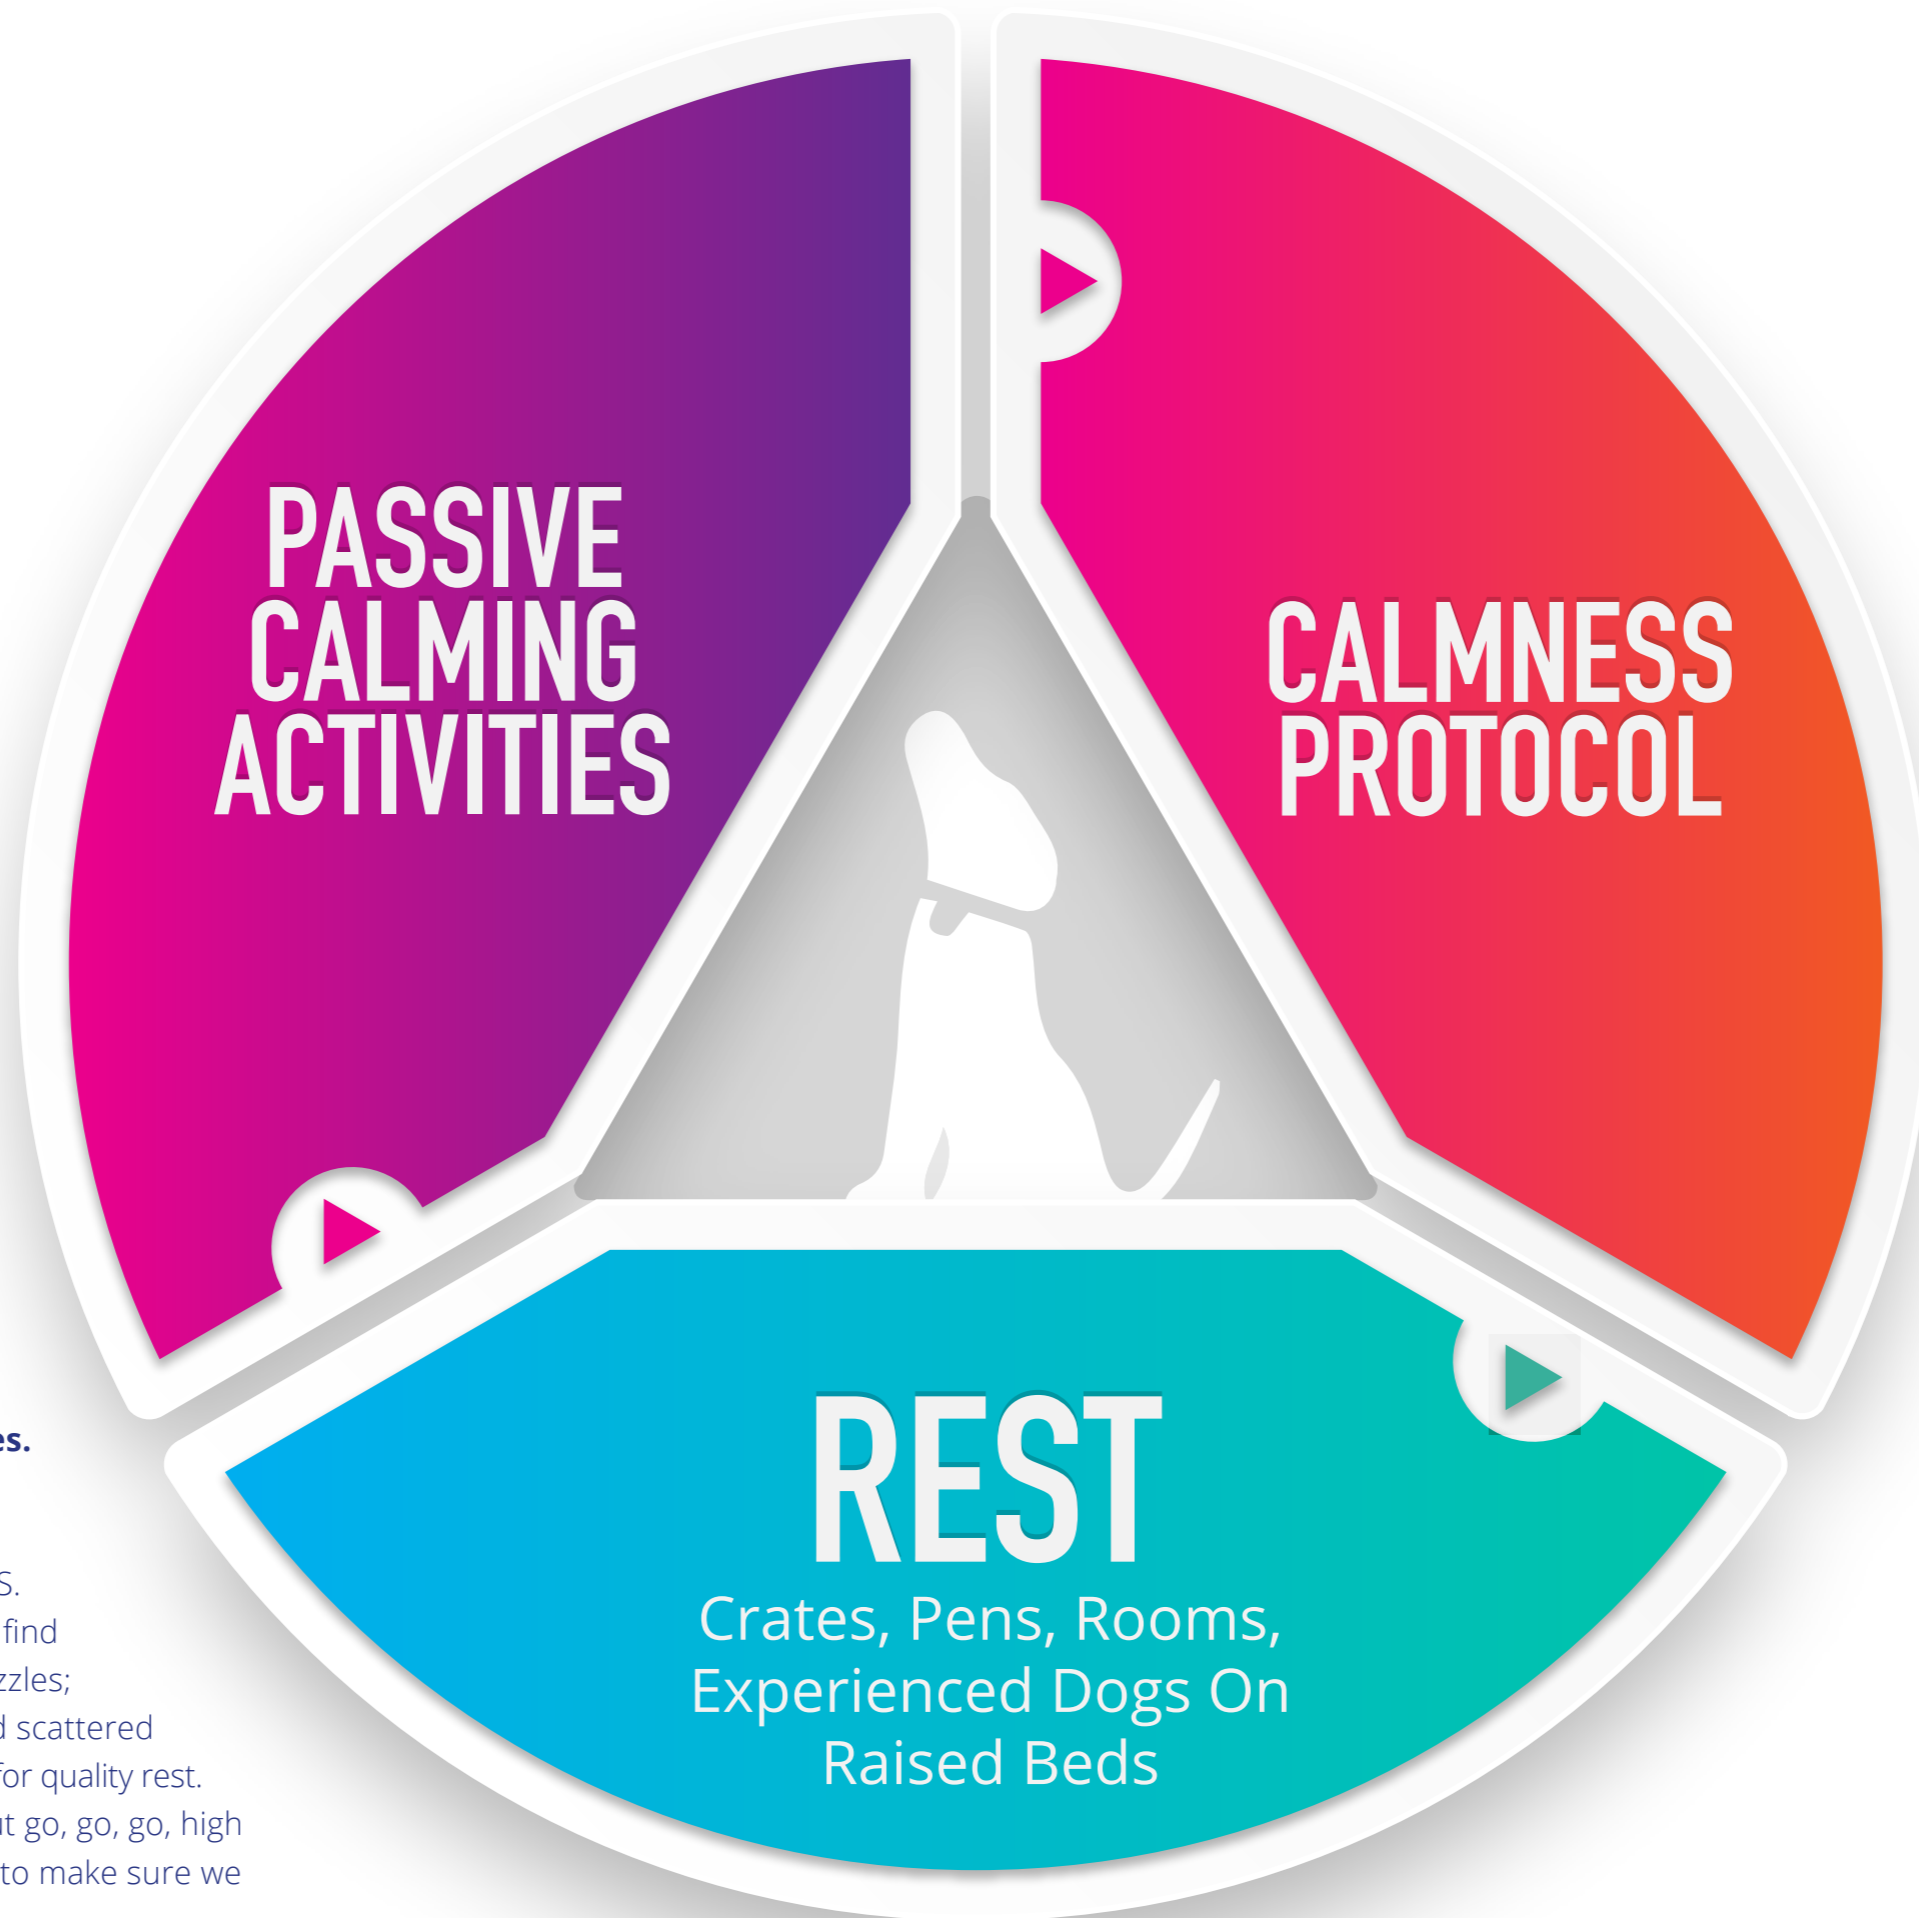 PASSIVE
CALMING
ACTIVITIES
CALMNESS
PROTOCOL
REST
Crates, Pens, Rooms,
Experienced Dogs On
Raised Beds
find
scattered
for quality rest.
go, go, go, high
to make sure we